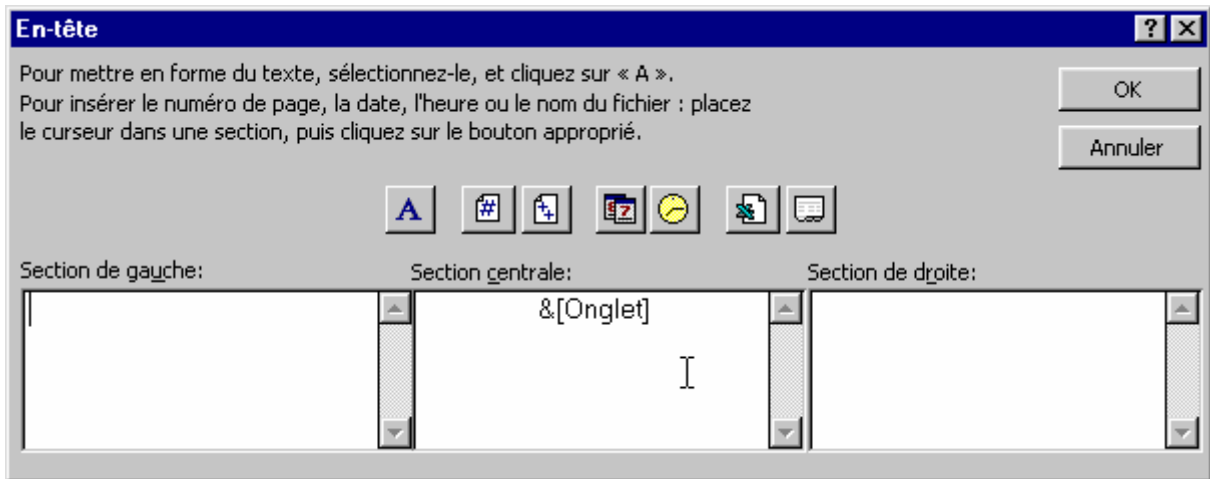 En-tête
Pour mettre en forme du texte, sélectionnez-le, et cliquez sur « A ».
Pour insérer le numéro de page, la date, l'heure ou le nom du fichier : placez
le curseur dans une section, puis cliquez sur le bouton approprié.
OK
Annuler
A
Section de gauche:
Section centrale:
Section de droite:
&[Onglet]